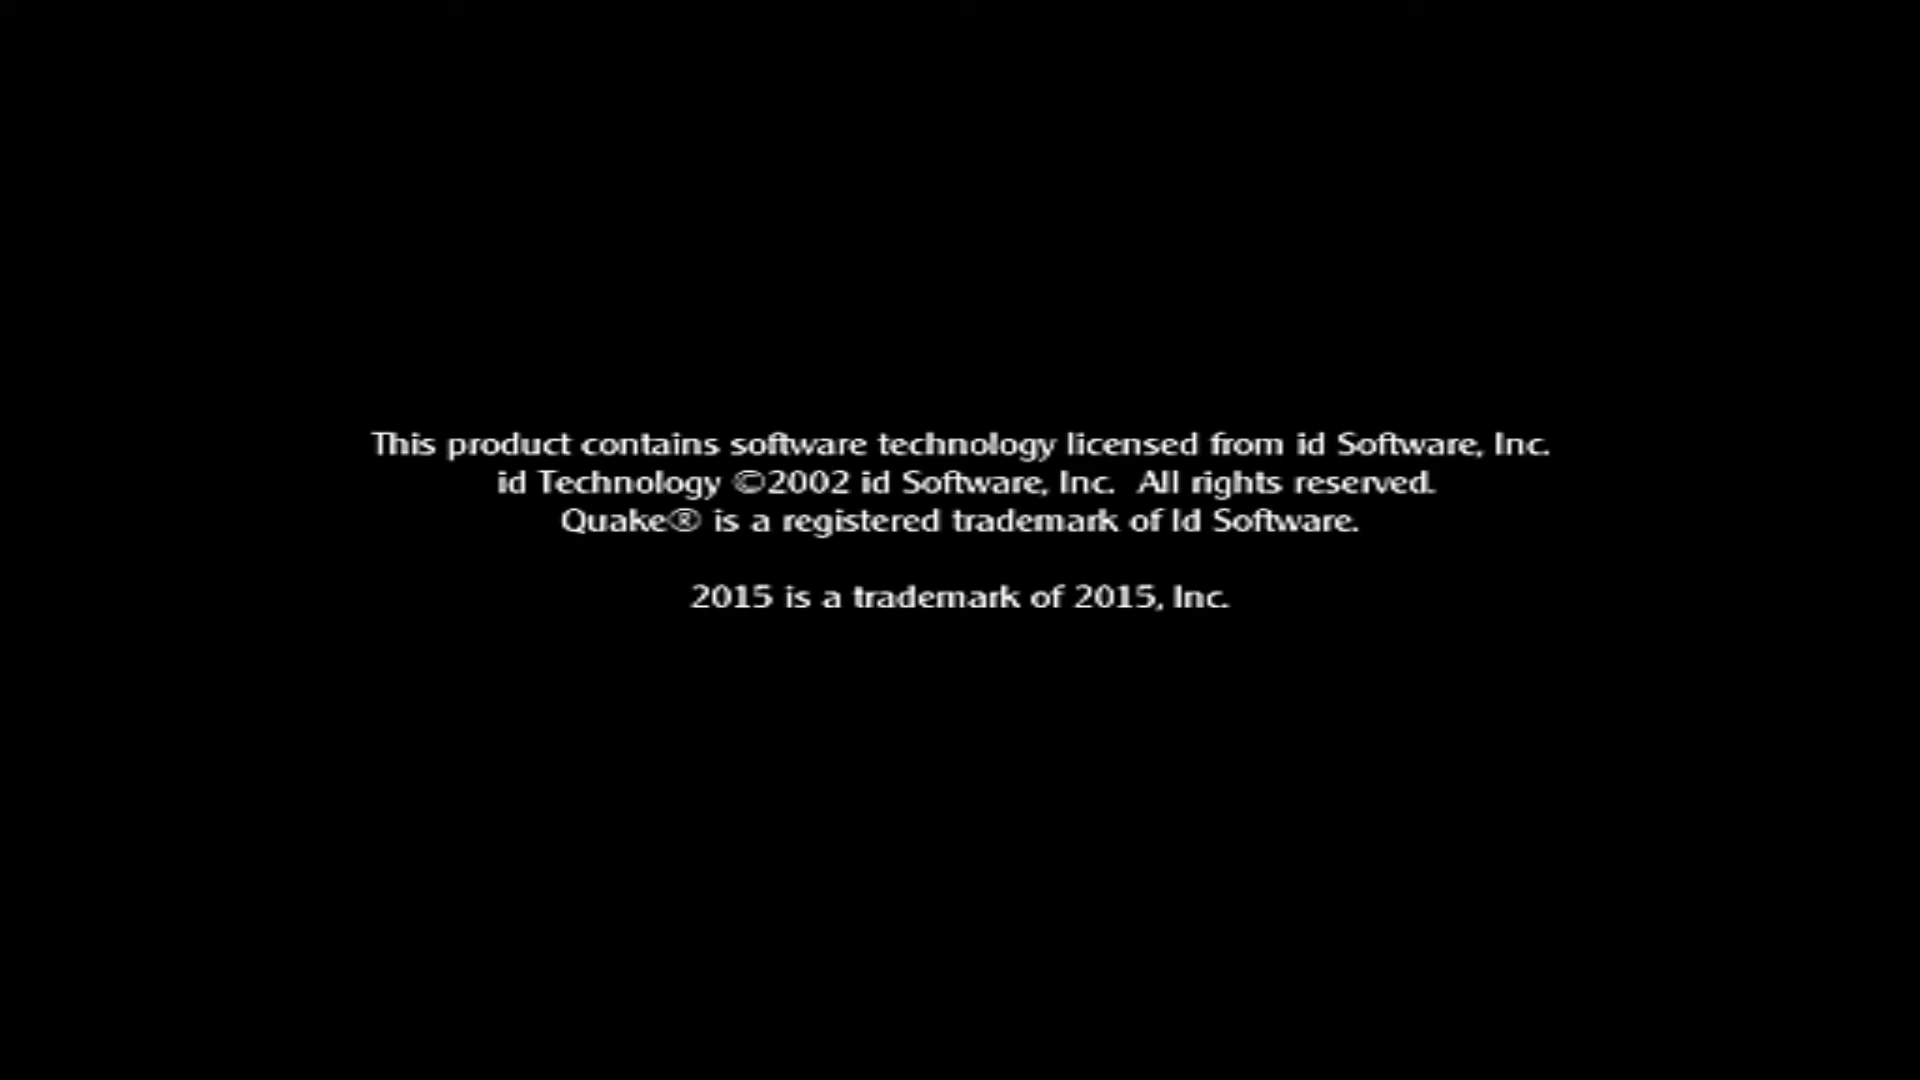 This product contains software technology licensed from id Software, Inc.
id Technology ©2002 id Software, Inc.  All rights reserved.
Quake® is a registered trademark of Id Software.
2015 is a trademark of 2015, Inc.